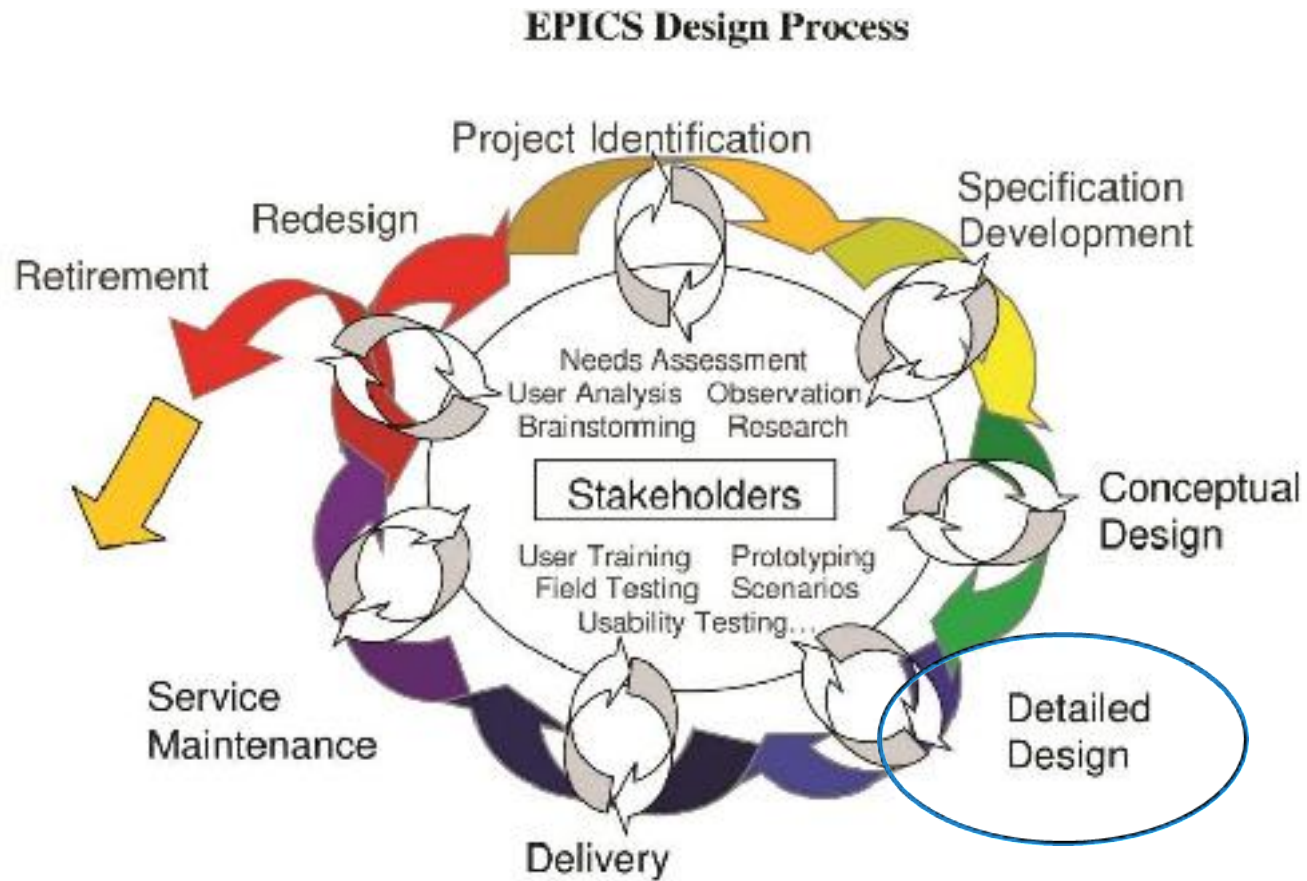 EPICS Design Process
Project Identification
Specification
Development
Redesign
Retirement
Needs Assessment
User Analysis Observation
Brainstorming Research
Stakeholders
Conceptual
Design
User Training Prototyping
Field Testing Scenarios
Usability Testing...
Service
Maintenance
Detailed
Design
Delivery